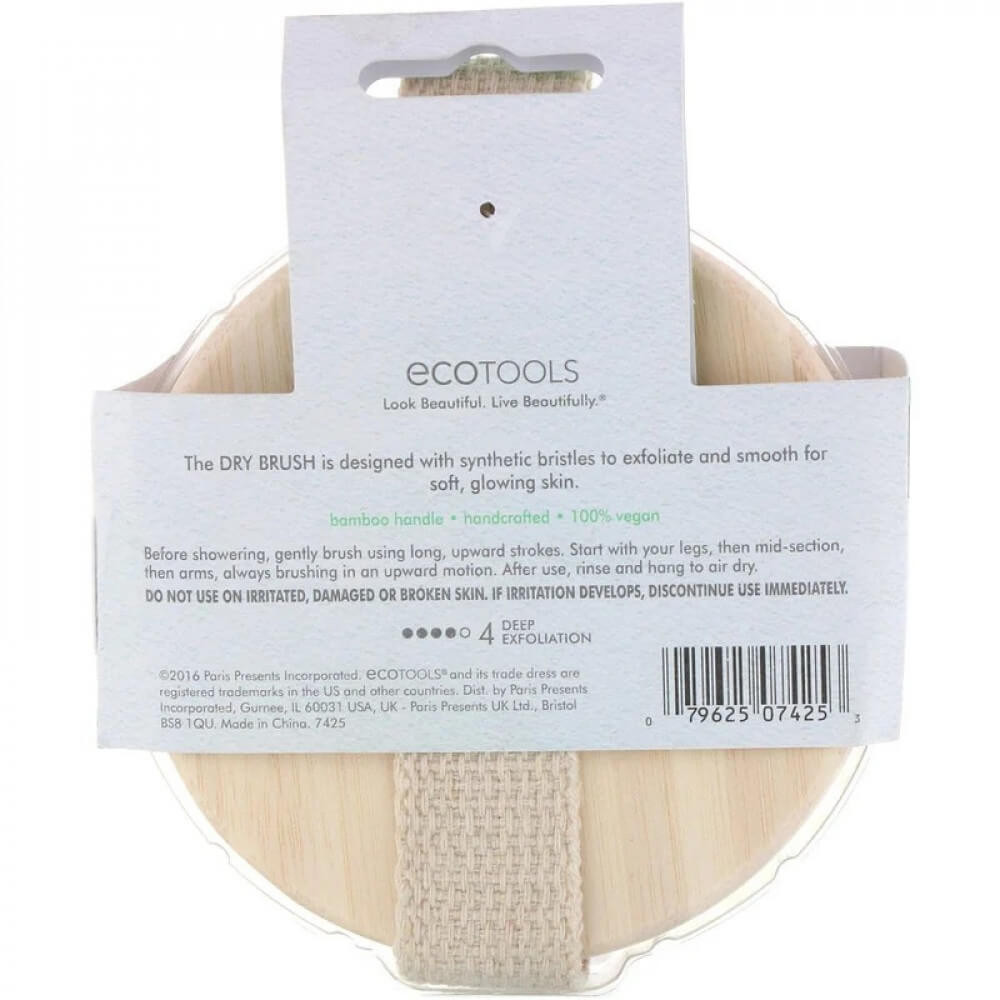 ecoTOOLS
Look Beautiful. Live Beautifully.®
The DRY BRUSH is designed with synthetic bristles to exfoliate and smooth for
soft, glowing skin.
bamboo handle • handcrafted • 100% vegan
Before showering, gently brush using long, upward strokes. Start with your legs, then mid-section,
then arms, always brushing in an upward motion. After use, rinse and hang to air dry.
DO NOT USE ON IRRITATED, DAMAGED OR BROKEN SKIN. IF IRRITATION DEVELOPS, DISCONTINUE USE IMMEDIATELY.
4 DEEP
EXFOLIATION
©2016 Paris Presents Incorporated. ecoTOOLS® and its trade dress are
registered trademarks in the US and other countries. Dist. by Paris Presents
Incorporated, Gurnee, IL 60031 USA, UK - Paris Presents UK Ltd., Bristol
BS8 1QU. Made in China. 7425
0 79625 07425 3